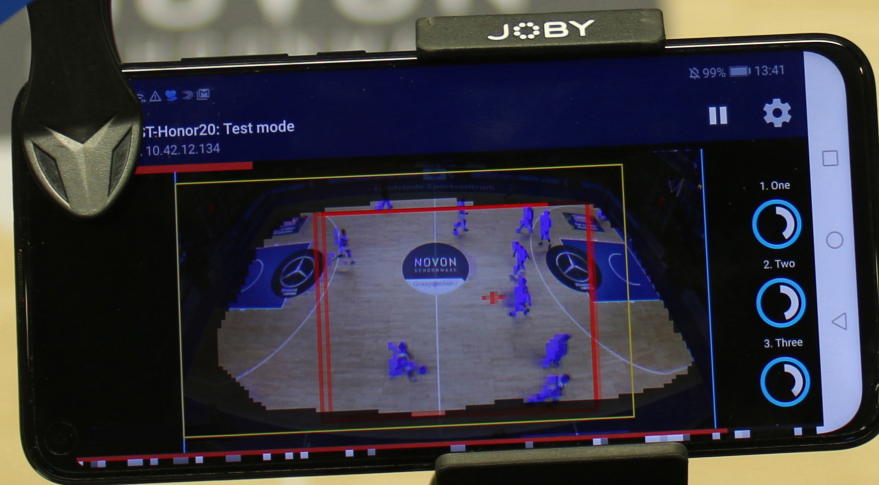 JOBY
99% 13:41
ST-Honor20: Test mode
10.42.12.134
1. One
2. Two
3. Three
NOVON